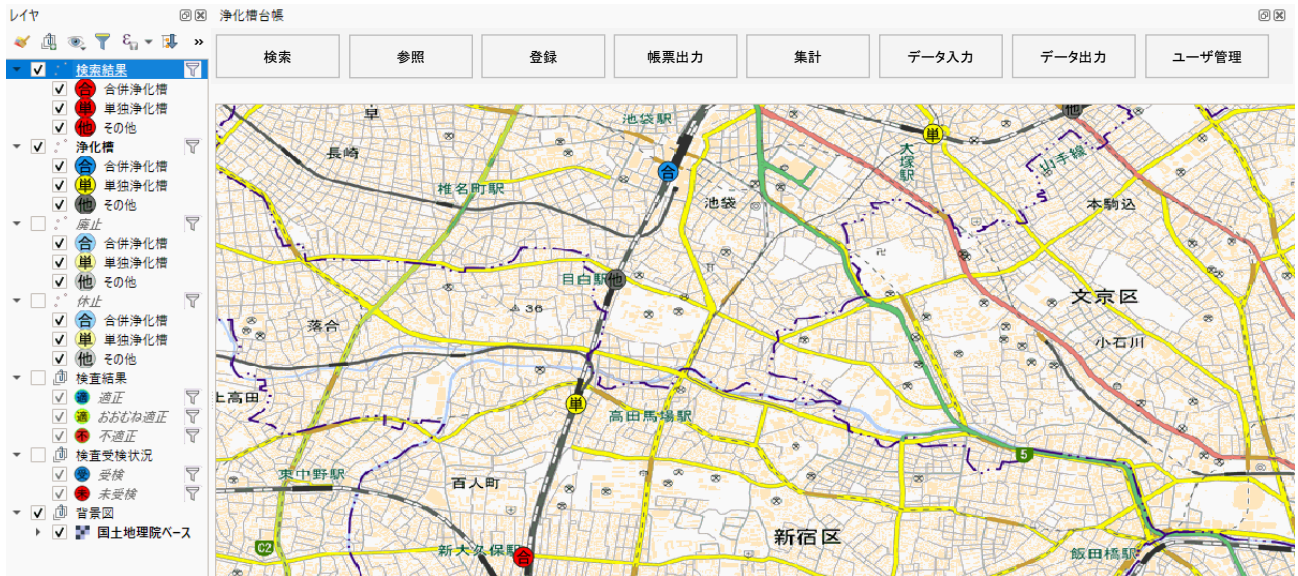 レイヤ
浄化槽台帳
検索
参照
登録
帳票出力
集計
データ入力
データ出力
ユーザ管理
検索結果
合 合併浄化槽
単 単独浄化槽
他 その他
浄化槽
合 合併浄化槽
単 単独浄化槽
他 その他
廃止
合 合併浄化槽
単 単独浄化槽
他 その他
休止
合 合併浄化槽
単 単独浄化槽
他 その他
検査結果
適 適正
適 おおむね適正
不 不適正
検査受検状況
受 受検
未 未受検
背景図
国土地理院ベース
池袋駅
他
単
長崎
大塚駅
山手線
合
椎名町駅
池袋
本駒込
目白駅
他
36
文京区
落合
小石川
上高田
単
高田馬場駅
5
東中野駅
百人町
新宿区
C2
新大久保駅
合
飯田橋駅